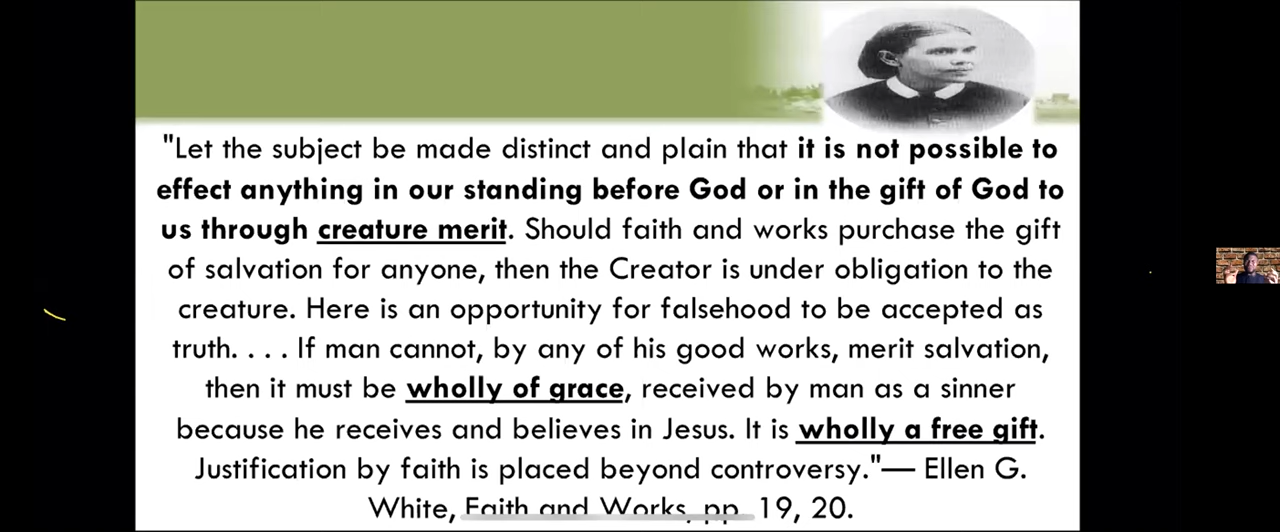 "Let the subject be made distinct and plain that it is not possible to
effect anything in our standing before God or in the gift of God to
us through creature merit. Should faith and works purchase the gift
of salvation for anyone, then the Creator is under obligation to the
creature. Here is an opportunity for falsehood to be accepted as
truth. . . . If man cannot, by any of his good works, merit salvation,
then it must be wholly of grace, received by man as a sinner
because he receives and believes in Jesus. It is wholly a free gift.
Justification by faith is placed beyond controversy."— Ellen G.
White, Faith and Works, pp. 19, 20.